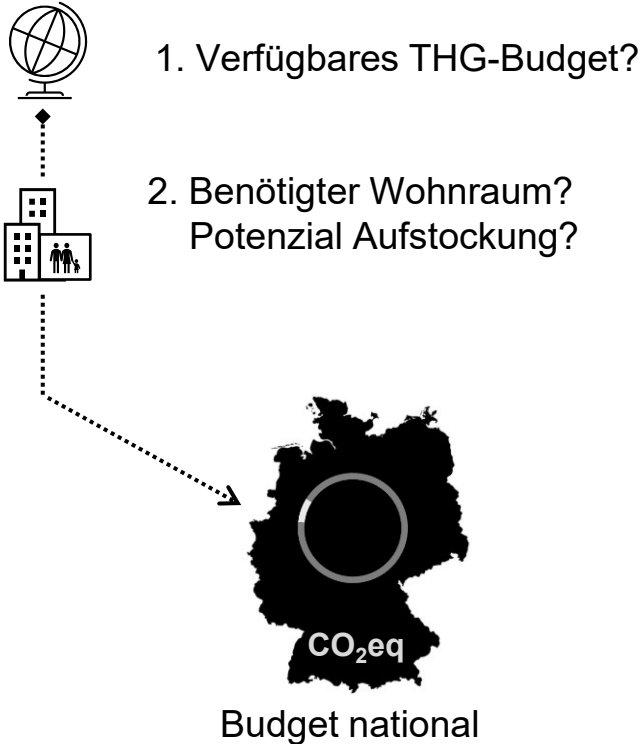 1. Verfügbares THG-Budget?
2. Benötigter Wohnraum?
Potenzial Aufstockung?
CO₂eq
Budget national